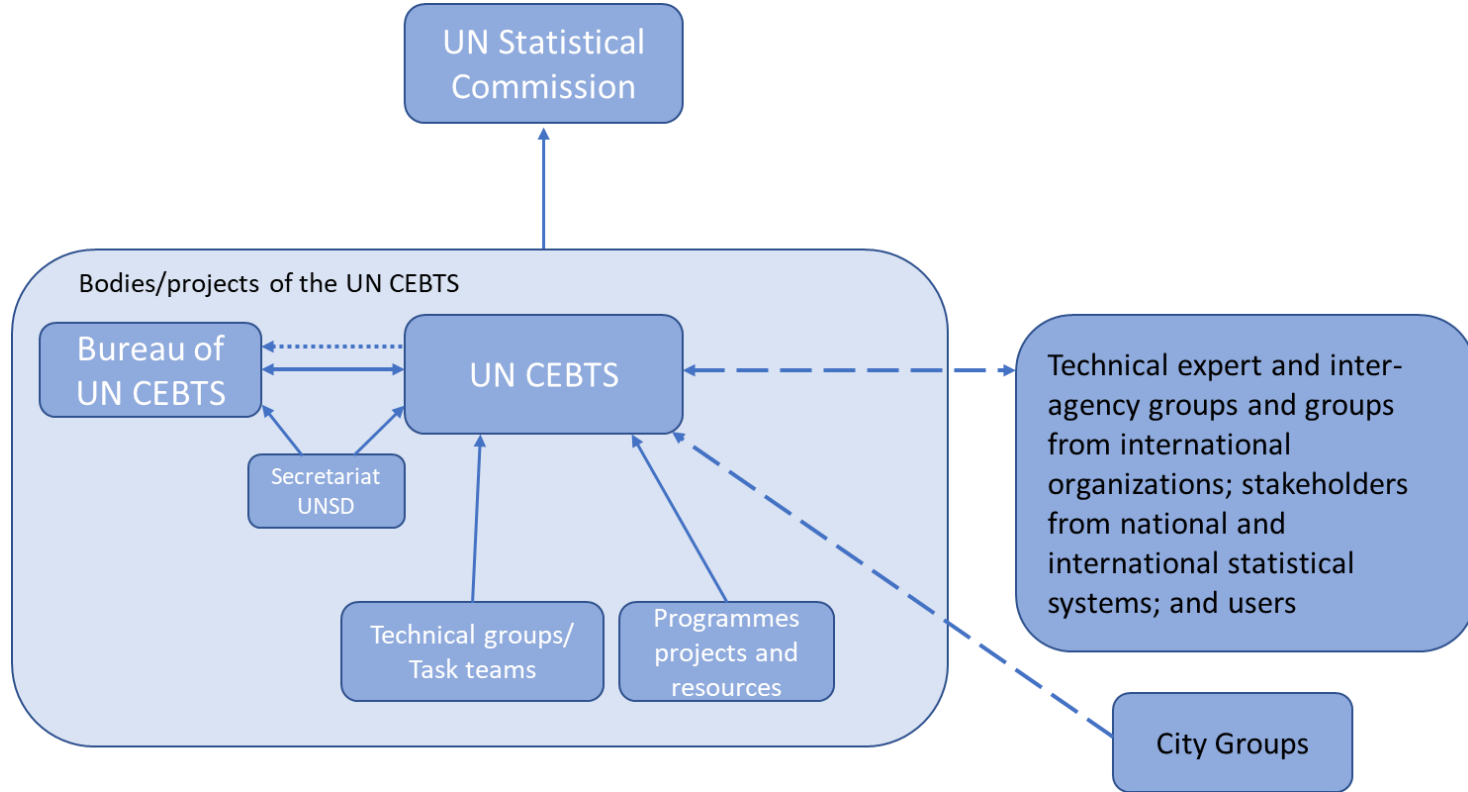 UN Statistical
Commission
Bodies/projects of the UN CEBTS
Bureau of
UN CEBTS
UN CEBTS
Secretariat
UNSD
Technical groups/
Task teams
Programmes
projects and
resources
Technical expert and inter-
agency groups and groups
from international
organizations; stakeholders
from national and
international statistical
systems; and users
City Groups